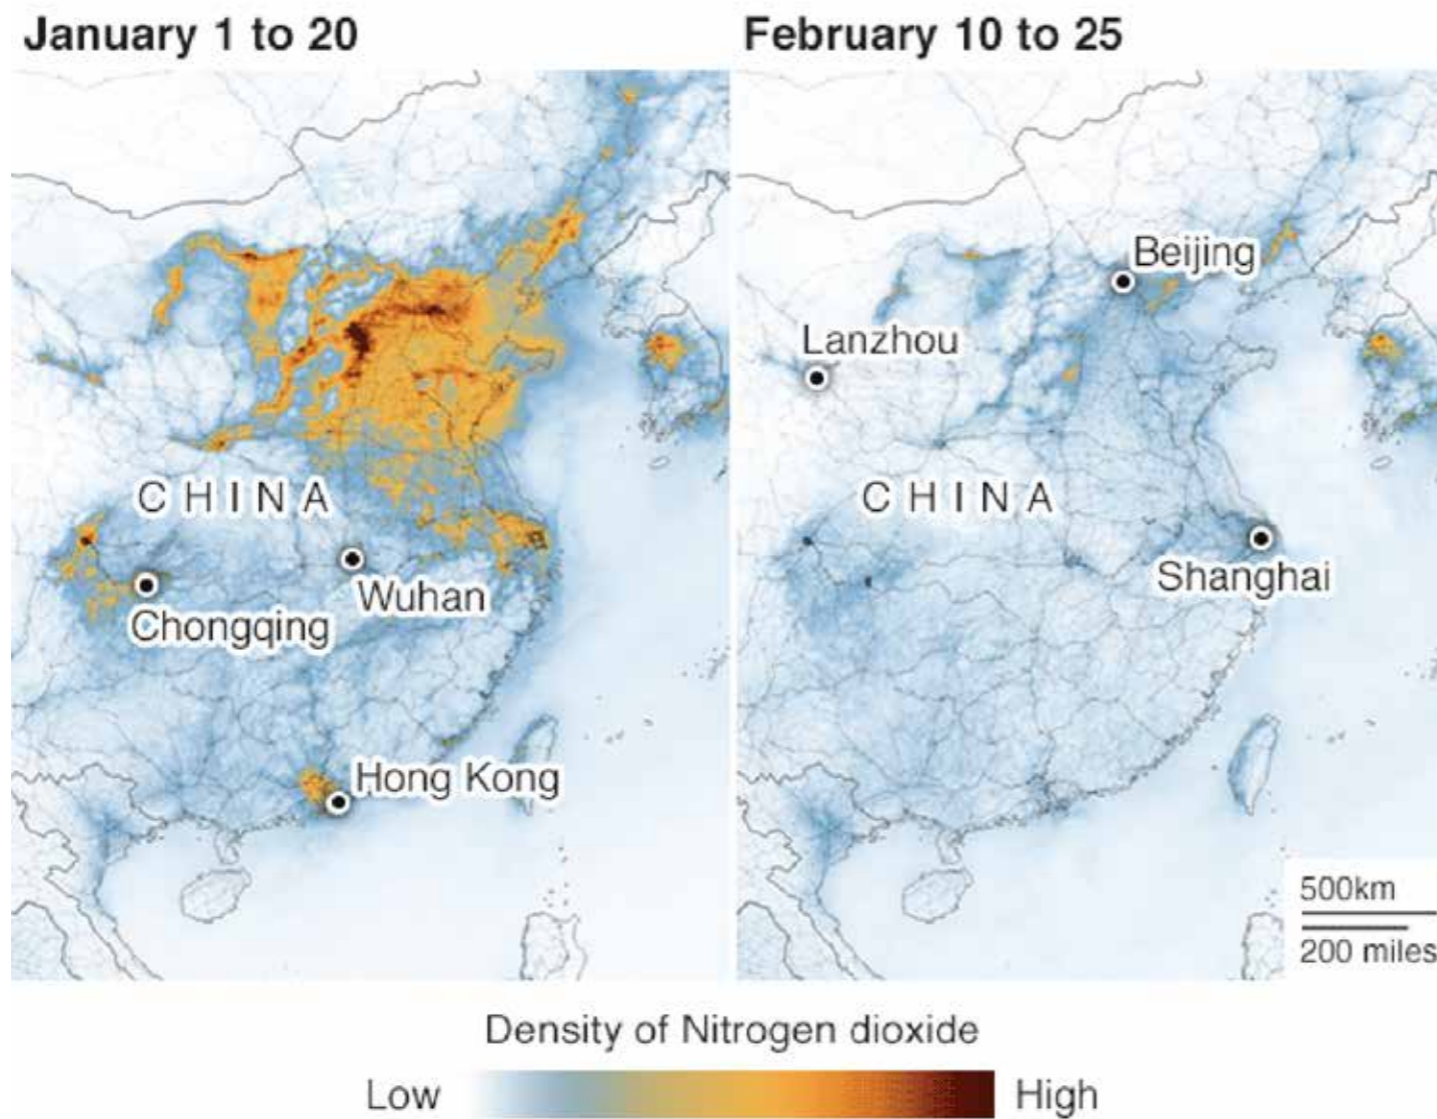 January 1 to 20
February 10 to 25
Beijing
Lanzhou
CHINA
CHINA
Wuhan
Shanghai
Chongqing
Hong Kong
500km
200 miles
Density of Nitrogen dioxide
Low
High